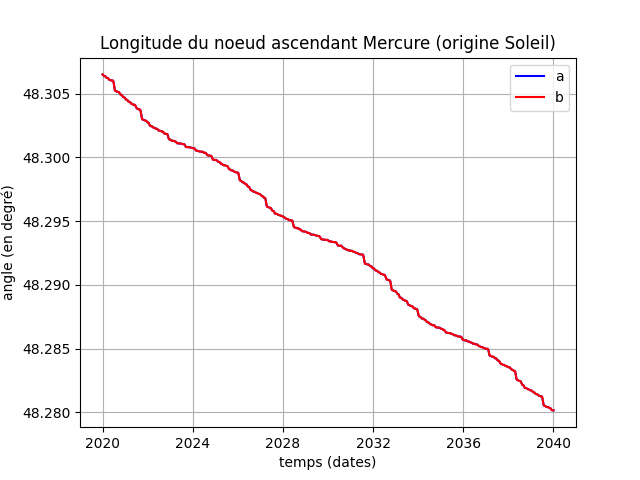 Longitude du noeud ascendant Mercure (origine Soleil)
a
b
48.305
48.300
48.295
48.290
48.285
48.280
angle (en degré)
2020
2024
2028
2032
2036
2040
temps (dates)